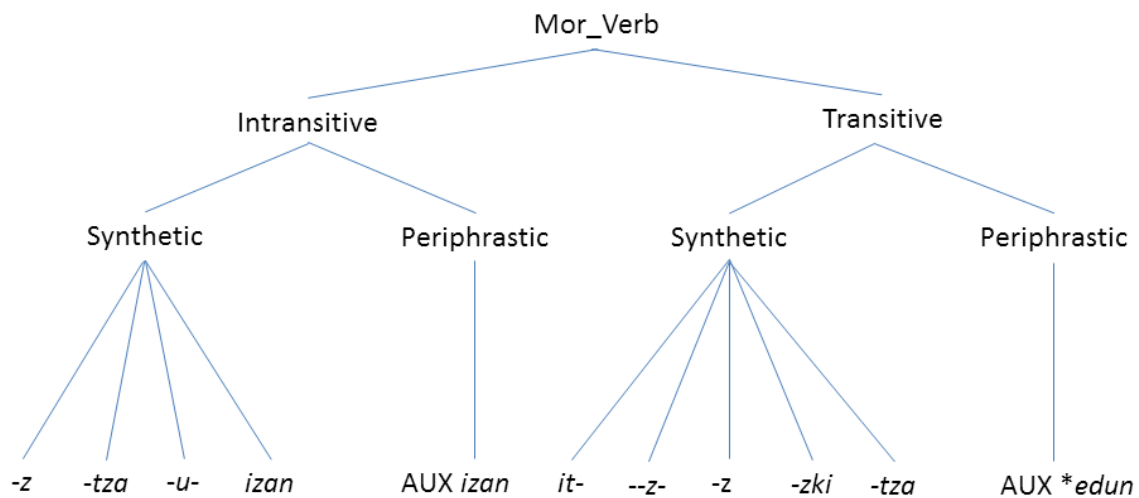 Mor_Verb
Intransitive Transitive
Synthetic Periphrastic Synthetic Periphrastic
-z -tza -u- izan AUX izan it- --z- -z -zki -tza AUX *edun